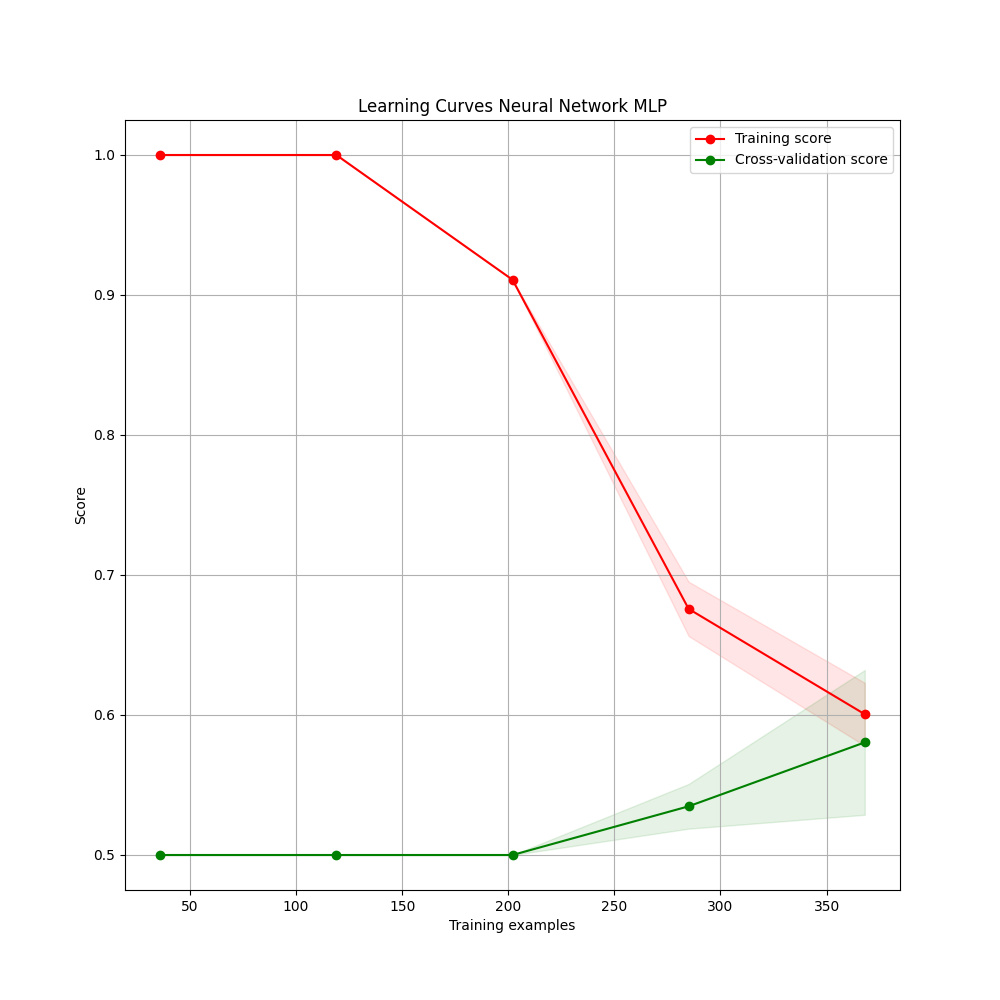 Learning Curves Neural Network MLP
Training score
Cross-validation score
1.0
0.9
0.8
0.7
0.6
0.5
Score
50 100 150 200 250 300 350
Training examples